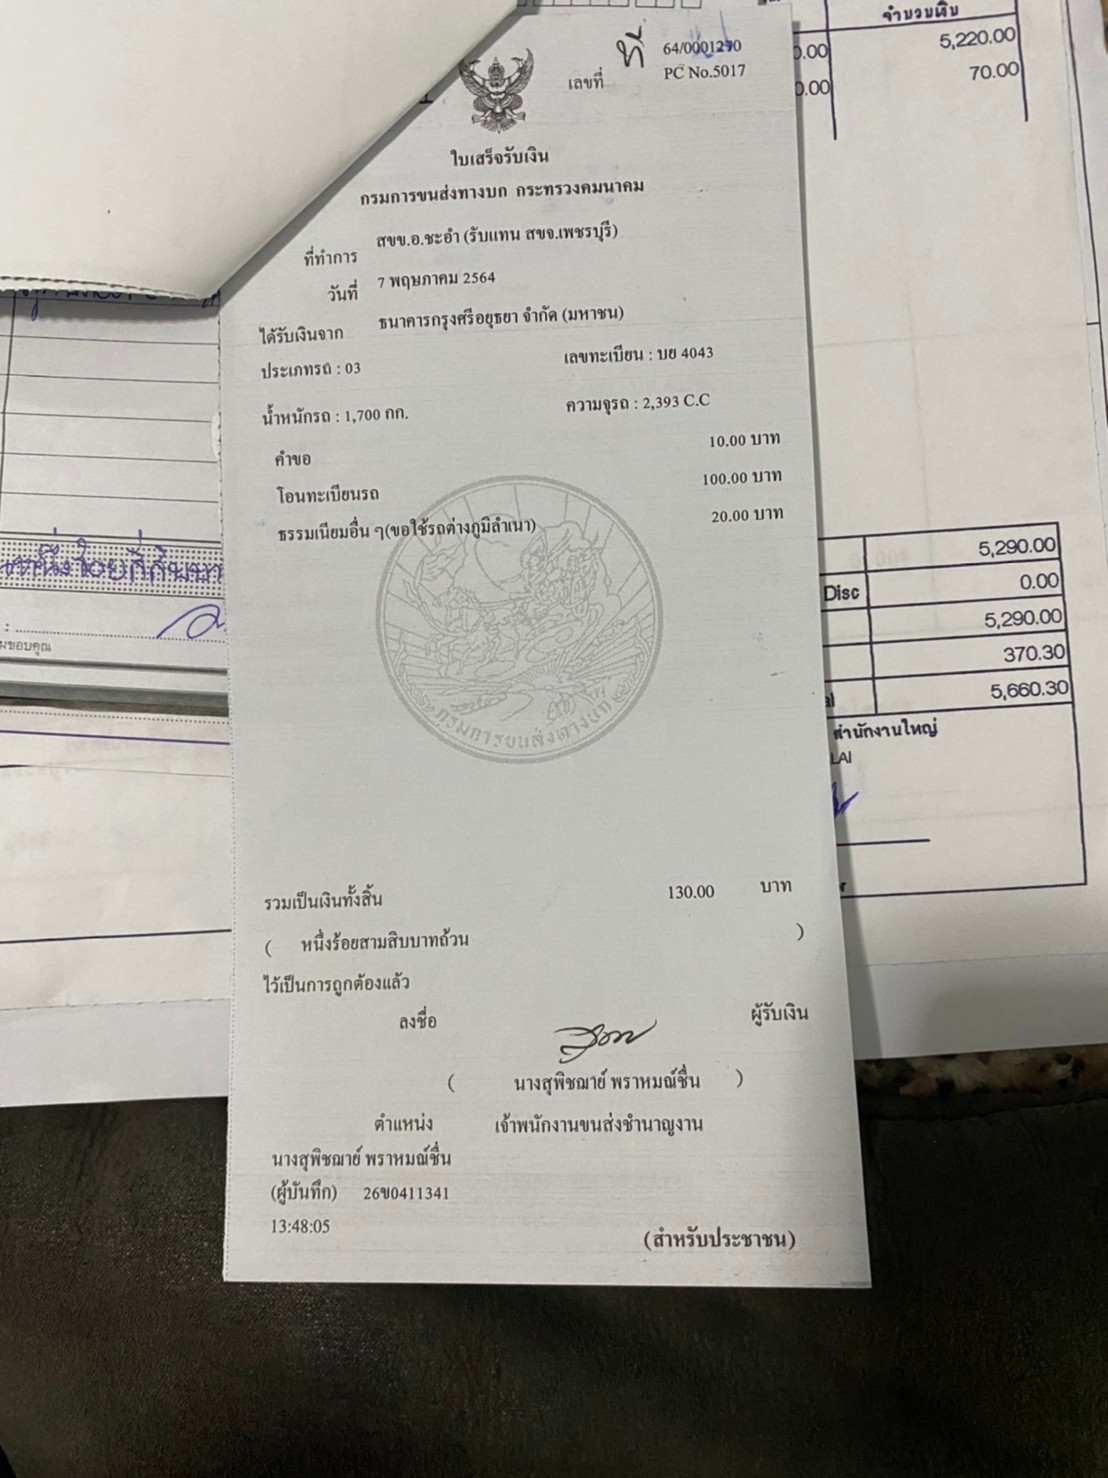 ที่
64/0001290
เลขที่ PC No.5017
ใบเสร็จรับเงิน
กรมการขนส่งทางบก กระทรวงคมนาคม
ที่ทำการ สขข.อ.ชะอำ (รับแทน สขจ.เพชรบุรี)
วันที่ 7 พฤษภาคม 2564
ได้รับเงินจาก ธนาคารกรุงศรีอยุธยา จำกัด (มหาชน)
ประเภทรถ : 03 เลขทะเบียน : บย 4043
น้ำหนักรถ : 1,700 กก. ความจุรถ : 2,393 C.C
คำขอ 10.00 บาท
โอนทะเบียนรถ 100.00 บาท
ธรรมเนียมอื่น ๆ(ขอใช้รถต่างภูมิลำเนา) 20.00 บาท
กรมการขนส่งทางบก
รวมเป็นเงินทั้งสิ้น 130.00 บาท
( หนึ่งร้อยสามสิบบาทถ้วน )
ไว้เป็นการถูกต้องแล้ว
ลงชื่อ ผู้รับเงิน
( นางสุพิชฌาย์ พราหมณ์ชื่น )
ตำแหน่ง เจ้าพนักงานขนส่งชำนาญงาน
นางสุพิชฌาย์ พราหมณ์ชื่น
(ผู้บันทึก) 26ข0411341
13:48:05
(สำหรับประชาชน)
จำนวนเงิน
5,220.00
70.00
5,290.00
Disc 0.00
5,290.00
370.30
5,660.30
สำนักงานใหญ่
LAI